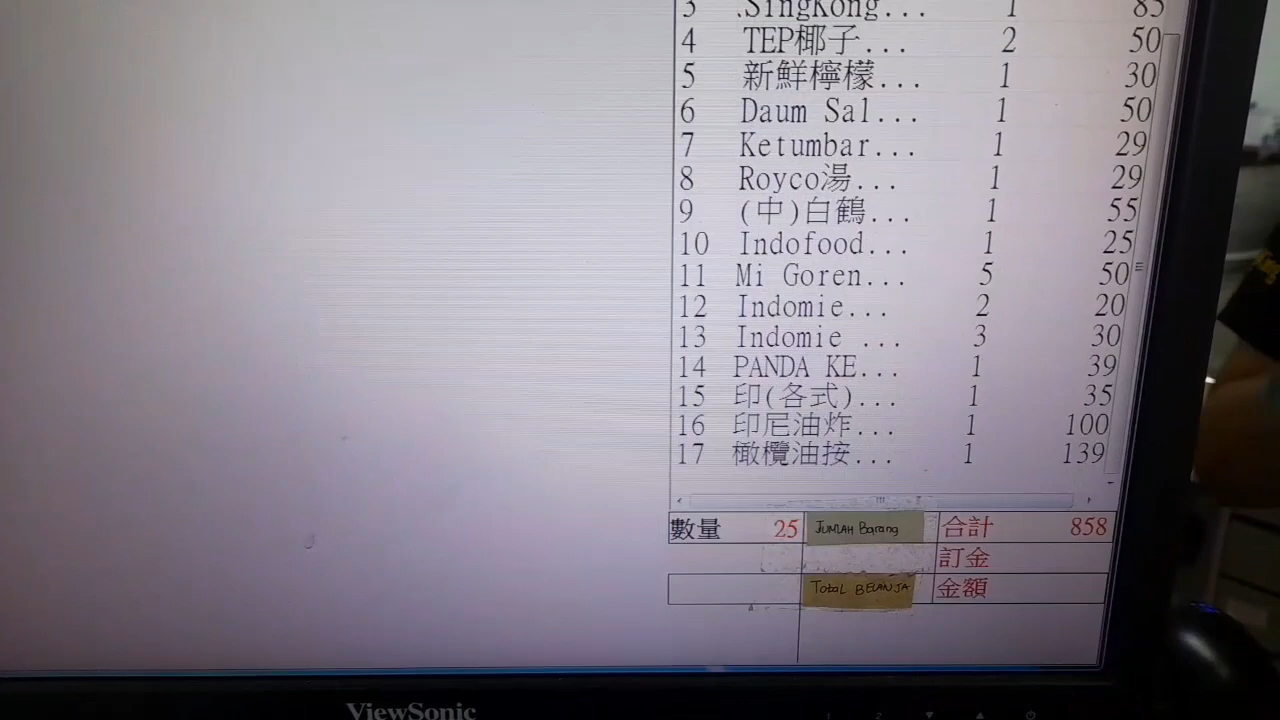 3 .SingKong... 1 85
4 TEP椰子... 2 50
5 新鮮檸檬... 1 30
6 Daum Sal... 1 50
7 Ketumbar... 1 29
8 Royco湯... 1 29
9 (中)白鶴... 1 55
10 Indofood... 1 25
11 Mi Goren... 5 50
12 Indomie... 2 20
13 Indomie ... 3 30
14 PANDA KE... 1 39
15 印(各式)... 1 35
16 印尼油炸... 1 100
17 橄欖油按... 1 139
數量 25 JUMLAH Barang 合計 858
訂金
Total BELANJA 金額
ViewSonic